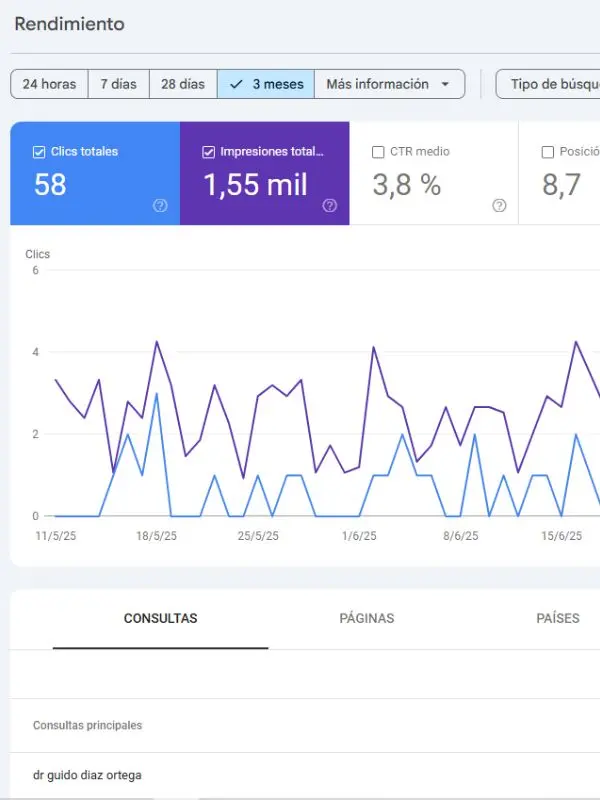 Rendimiento
24 horas 7 días 28 días 3 meses Más información Tipo de búsqu
Clics totales Impresiones total... CTR medio Posició
58 1,55 mil 3,8 % 8,7
Clics
6
4
2
0
11/5/25 18/5/25 25/5/25 1/6/25 8/6/25 15/6/25
CONSULTAS PÁGINAS PAÍSES
Consultas principales
dr guido diaz ortega